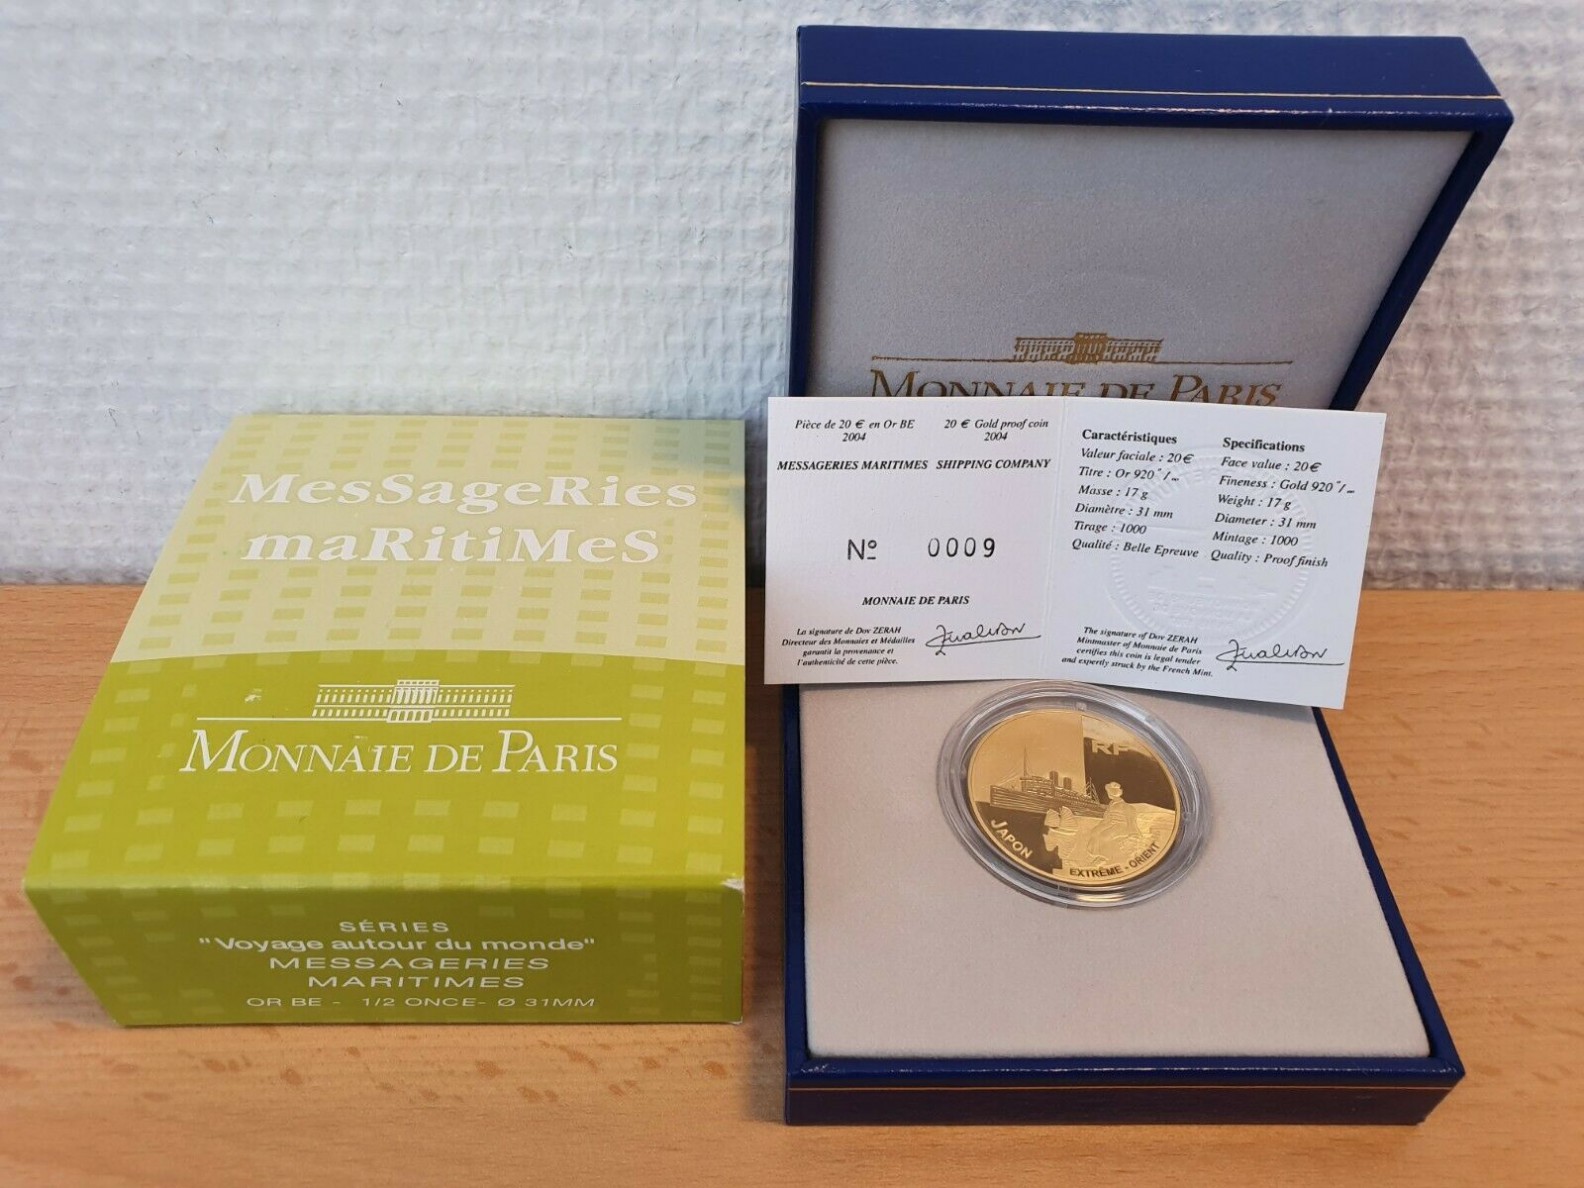 MesSageRies
maRitiMeS
MONNAIE DE PARIS
SÉRIES
"Voyage autour du monde"
MESSAGERIES
MARITIMES
OR BE - 1/2 ONCE- Ø 31MM
MONNAIE DE PARIS
Pièce de 20 € en Or BE
2004
MESSAGERIES MARITIMES
20 € Gold proof coin
2004
SHIPPING COMPANY
Nº 0009
MONNAIE DE PARIS
La signature de Dov ZERAH
Directeur des Monnaies et Médailles
garantit la provenance et
l'authenticité de cette pièce.
Caractéristiques
Valeur faciale : 20 €
Titre : Or 920 °/...
Masse : 17 g
Diamètre : 31 mm
Tirage : 1000
Qualité : Belle Epreuve
Specifications
Face value : 20 €
Fineness : Gold 920 °/...
Weight : 17 g
Diameter : 31 mm
Mintage : 1000
Quality : Proof finish
The signature of Dov ZERAH
Mintmaster of Monnaie de Paris
certifies this coin is legal tender
and expertly struck by the French Mint.
RF
JAPON
EXTRÊME - ORIENT